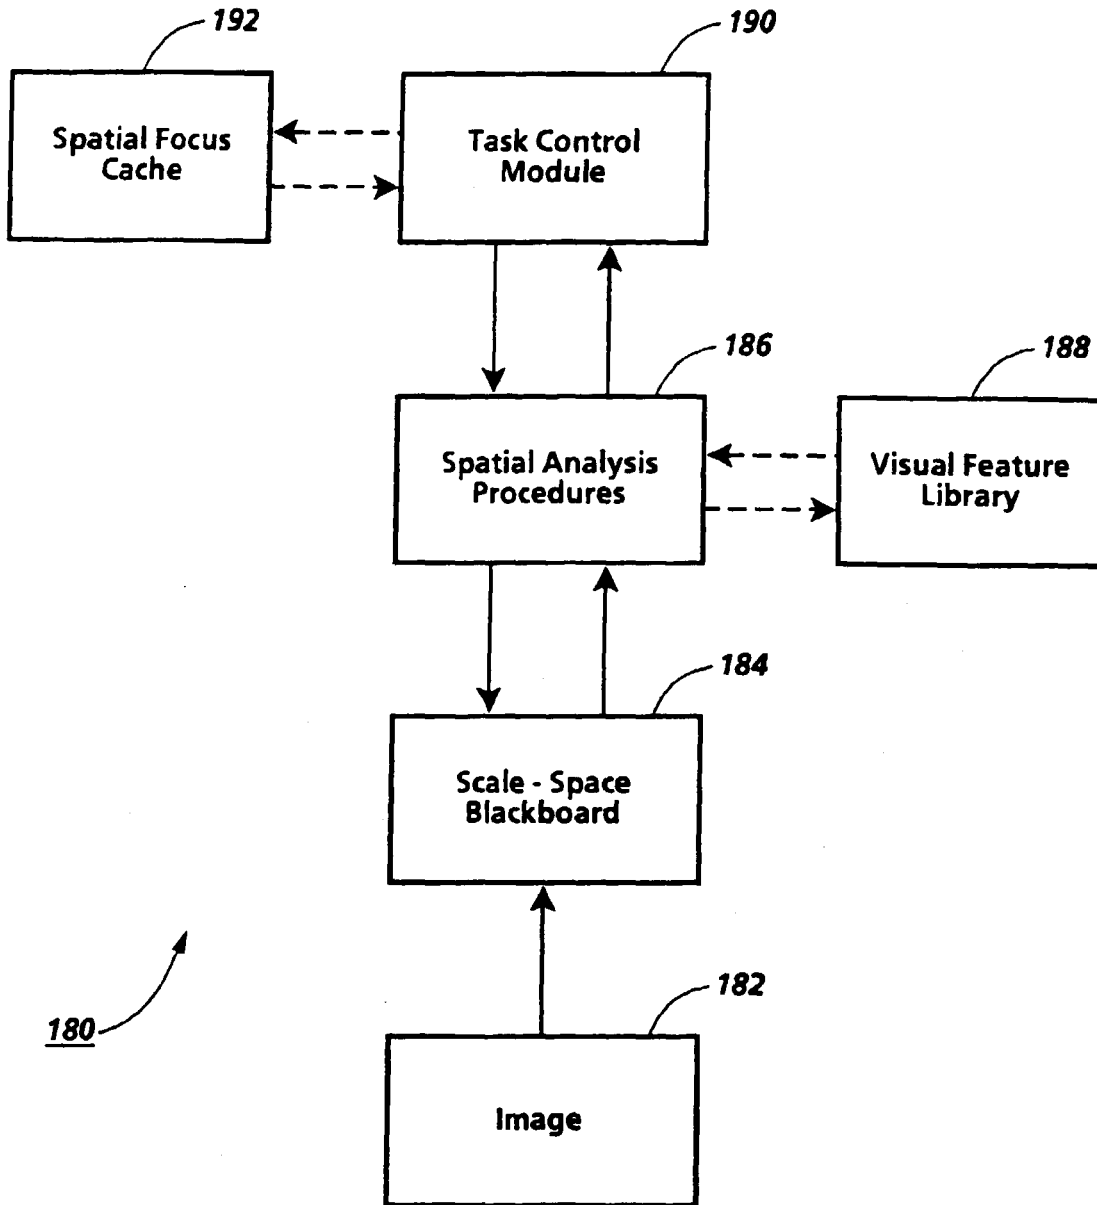 192
190
Spatial Focus
Cache
Task Control
Module
186
188
Spatial Analysis
Procedures
Visual Feature
Library
184
Scale - Space
Blackboard
182
180
Image